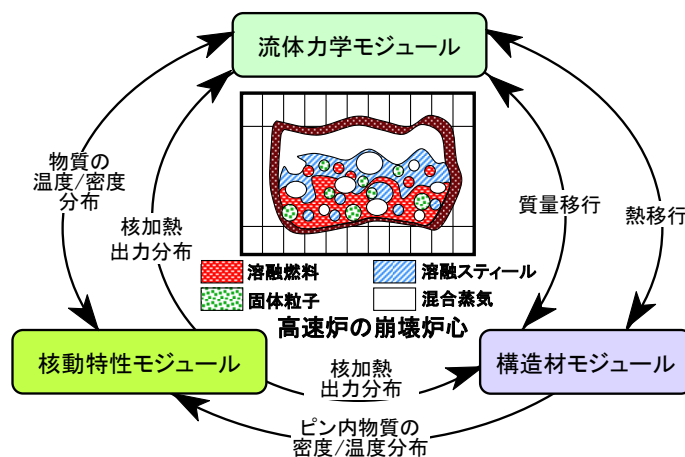 流体力学モジュール
物質の
温度/密度
分布
核加熱
出力分布
質量移行
熱移行
溶融燃料
溶融スティール
固体粒子
混合蒸気
高速炉の崩壊炉心
核動特性モジュール
核加熱
出力分布
構造材モジュール
ピン内物質の
密度/温度分布